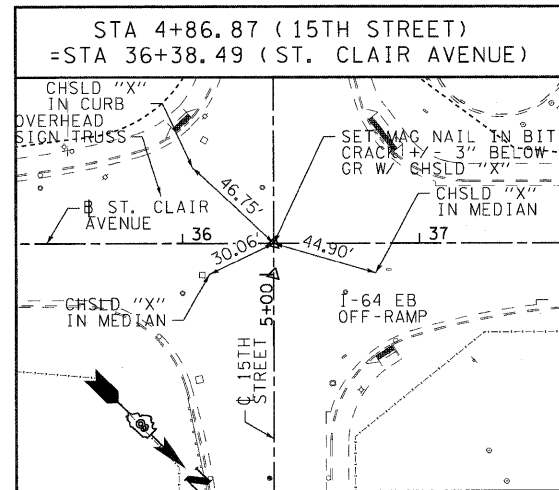 STA 4+86.87 (15TH STREET)
=STA 36+38.49 (ST. CLAIR AVENUE)
CHSLD "X"
IN CURB
OVERHEAD
SIGN TRUSS
SET MAG NAIL IN BIT
CRACK +/- 3" BELOW
GR W/ CHSLD "X"
CHSLD "X"
IN MEDIAN
46.75'
℄ ST. CLAIR
AVENUE
36
37
30.06'
44.90'
CHSLD "X"
IN MEDIAN
5+00
I-64 EB
OFF-RAMP
℄ 15TH
STREET
N